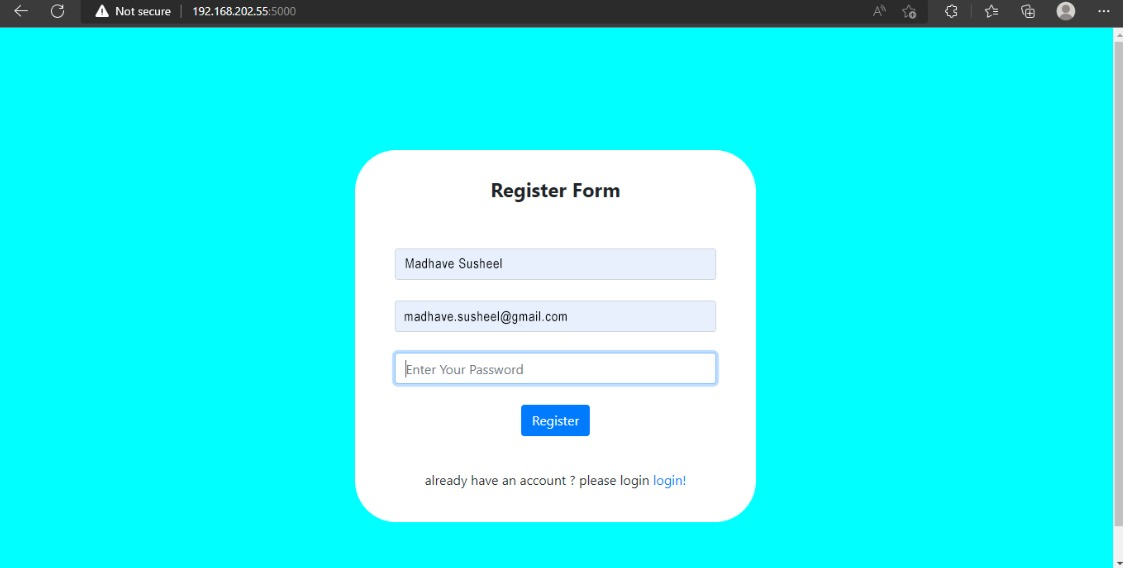 Not secure 192.168.202.55:5000
Register Form
Madhave Susheel
madhave.susheel@gmail.com
Enter Your Password
Register
already have an account ? please login login!